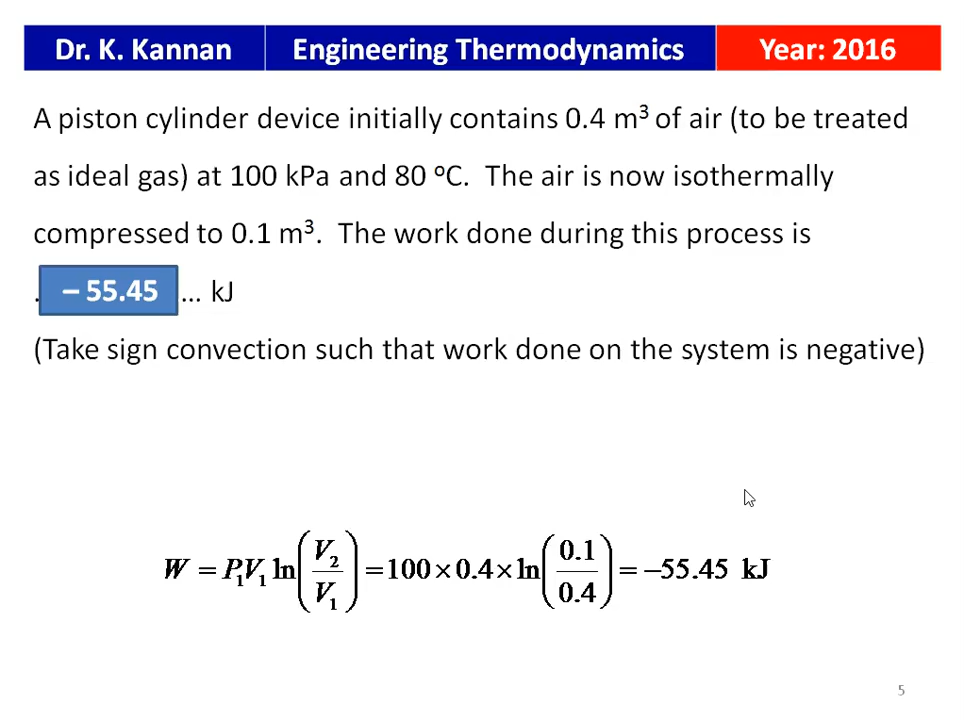 Dr. K. Kannan Engineering Thermodynamics Year: 2016
A piston cylinder device initially contains 0.4 m³ of air (to be treated
as ideal gas) at 100 kPa and 80 ᵒC. The air is now isothermally
compressed to 0.1 m³. The work done during this process is
. – 55.45 ... kJ
(Take sign convection such that work done on the system is negative)
W = P₁V₁ ln(V₂/V₁) = 100 × 0.4 × ln(0.1/0.4) = −55.45 kJ
5